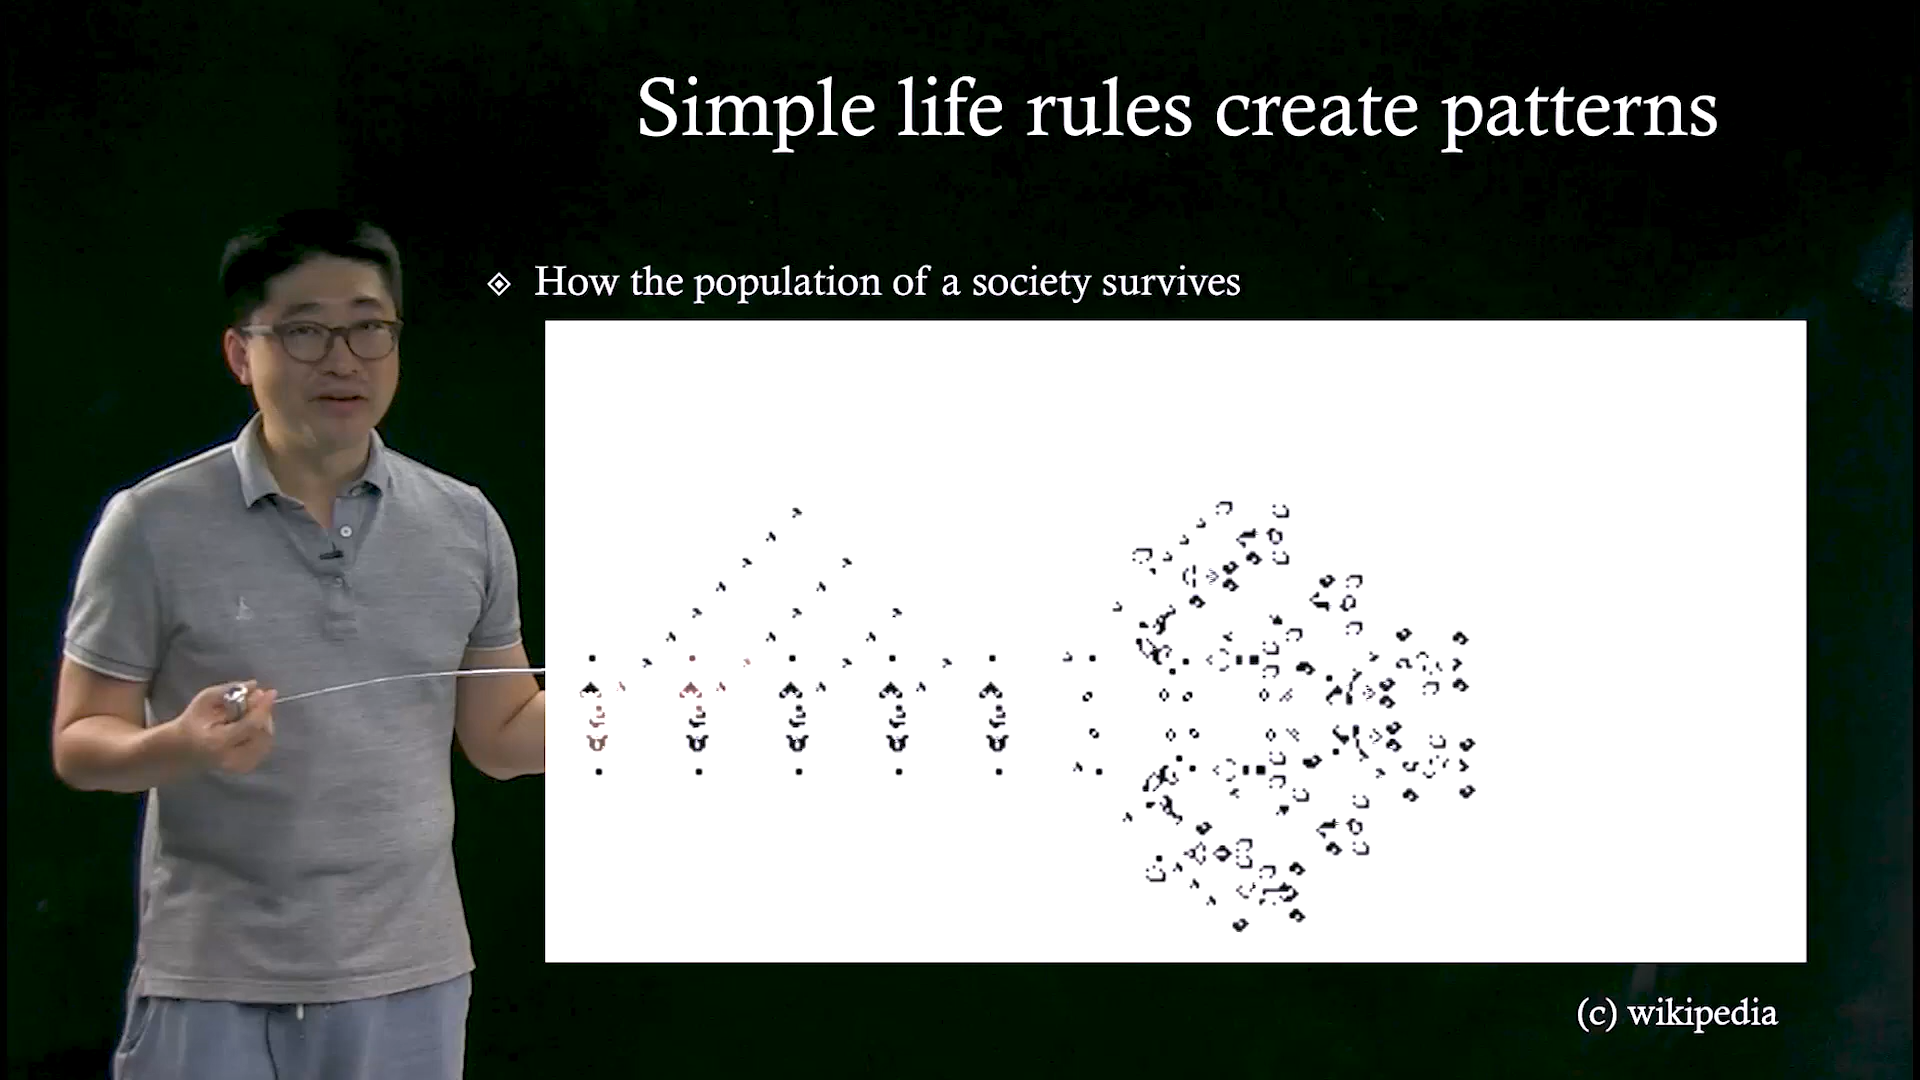 Simple life rules create patterns
How the population of a society survives
(c) wikipedia